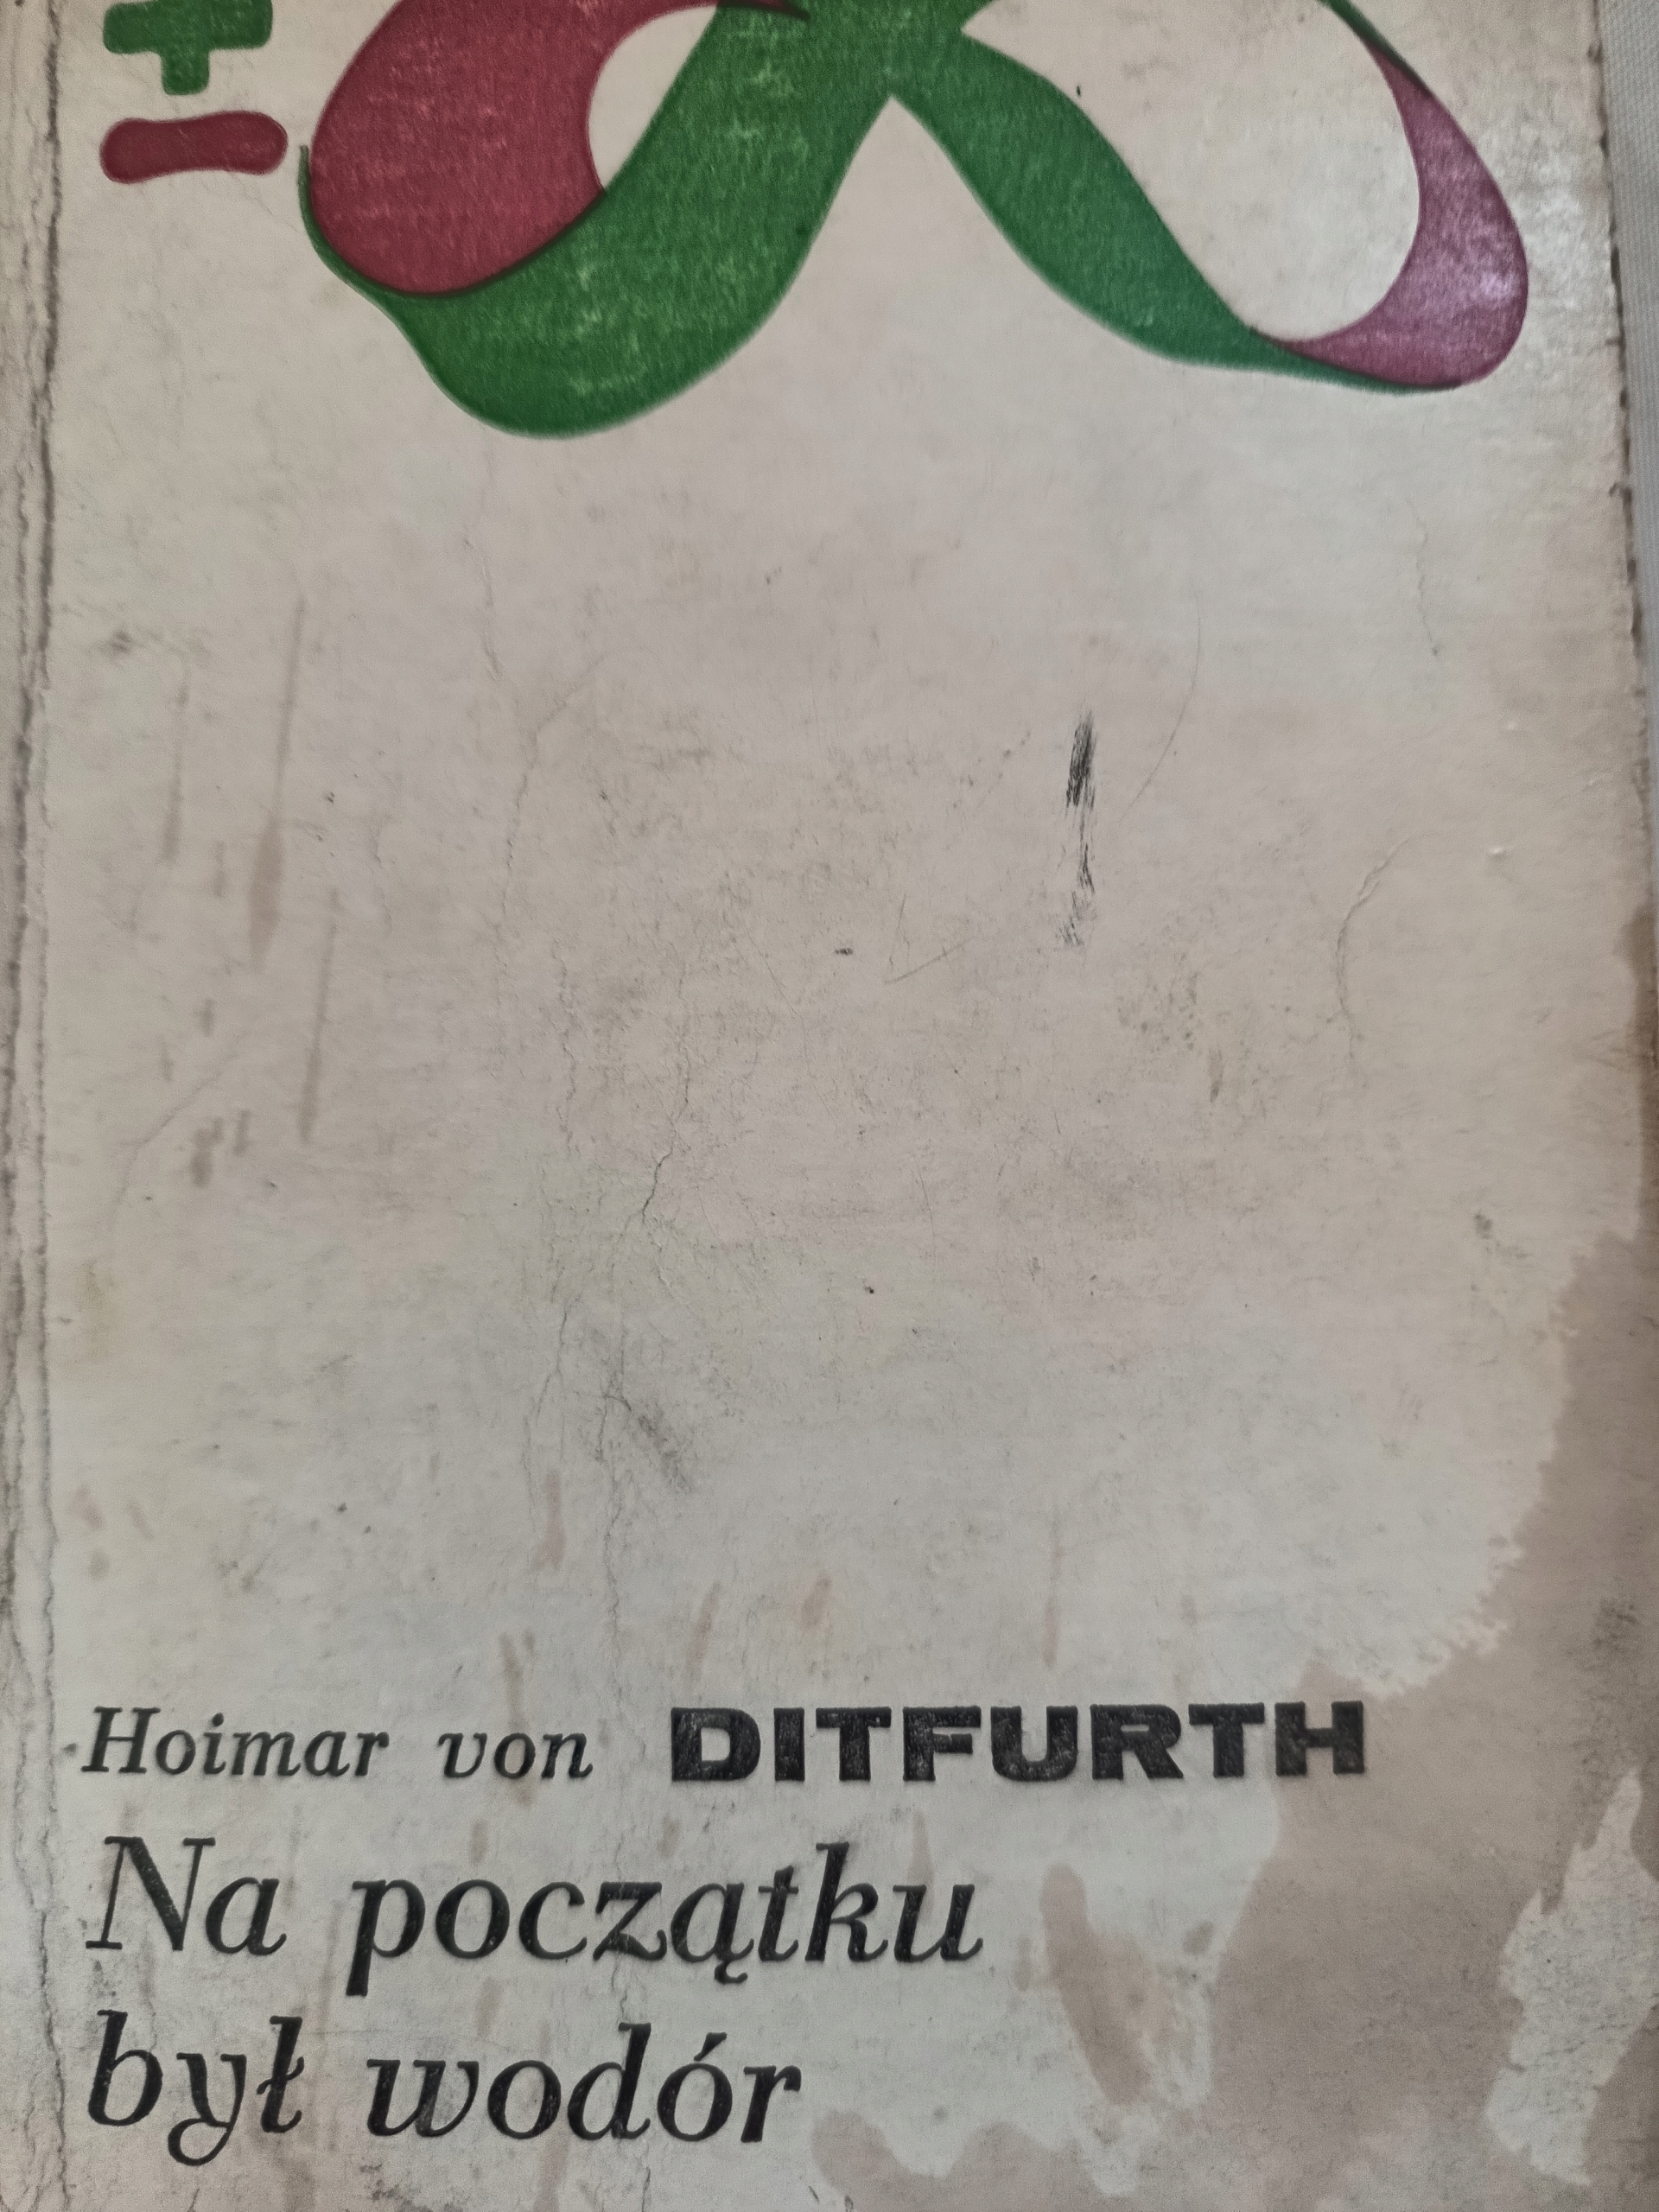 ±∞
Hoimar von DITFURTH
Na początku
był wodór